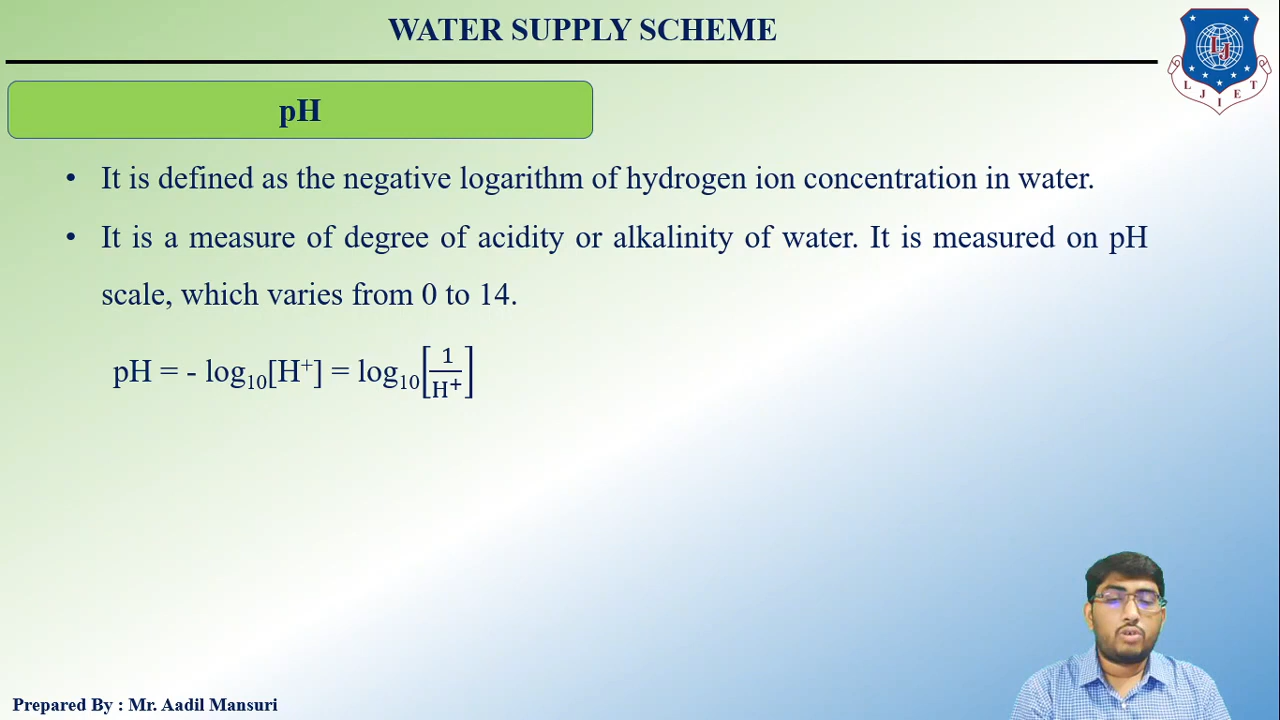 WATER SUPPLY SCHEME
LJ
L J I E T
pH
• It is defined as the negative logarithm of hydrogen ion concentration in water.
• It is a measure of degree of acidity or alkalinity of water. It is measured on pH
scale, which varies from 0 to 14.
pH = - log₁₀[H⁺] = log₁₀[1/H⁺]
Prepared By : Mr. Aadil Mansuri